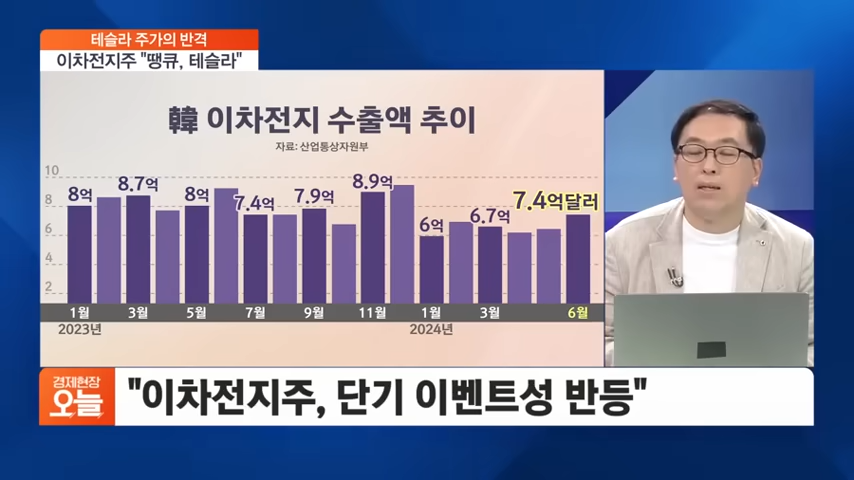 테슬라 주가의 반격
이차전지주 "땡큐, 테슬라"
韓 이차전지 수출액 추이
자료: 산업통상자원부
10
8
6
4
2
8억
8.7억
8억
7.4억
7.9억
8.9억
6억
6.7억
7.4억달러
1월 3월 5월 7월 9월 11월 1월 3월 6월
2023년 2024년
경제현장
오늘
"이차전지주, 단기 이벤트성 반등"